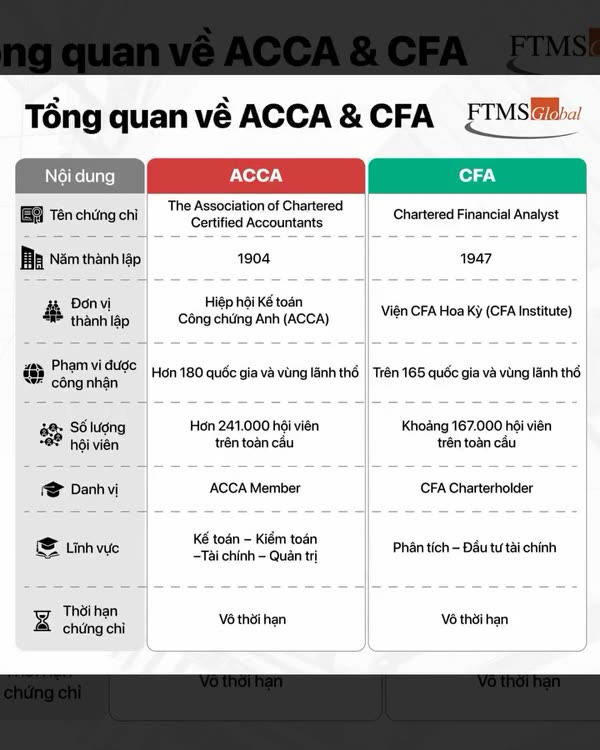 ng quan về ACCA & CFA
FTMSG
Tổng quan về ACCA & CFA
FTMSGlobal
Nội dung
ACCA
CFA
Tên chứng chỉ
The Association of Chartered
Certified Accountants
Chartered Financial Analyst
Năm thành lập
1904
1947
Đơn vị
thành lập
Hiệp hội Kế toán
Công chứng Anh (ACCA)
Viện CFA Hoa Kỳ (CFA Institute)
Phạm vi được
công nhận
Hơn 180 quốc gia và vùng lãnh thổ
Trên 165 quốc gia và vùng lãnh thổ
Số lượng
hội viên
Hơn 241.000 hội viên
trên toàn cầu
Khoảng 167.000 hội viên
trên toàn cầu
Danh vị
ACCA Member
CFA Charterholder
Lĩnh vực
Kế toán – Kiểm toán
–Tài chính – Quản trị
Phân tích – Đầu tư tài chính
Thời hạn
chứng chỉ
Vô thời hạn
Vô thời hạn
chứng chỉ
Vô thời hạn
Vô thời hạn